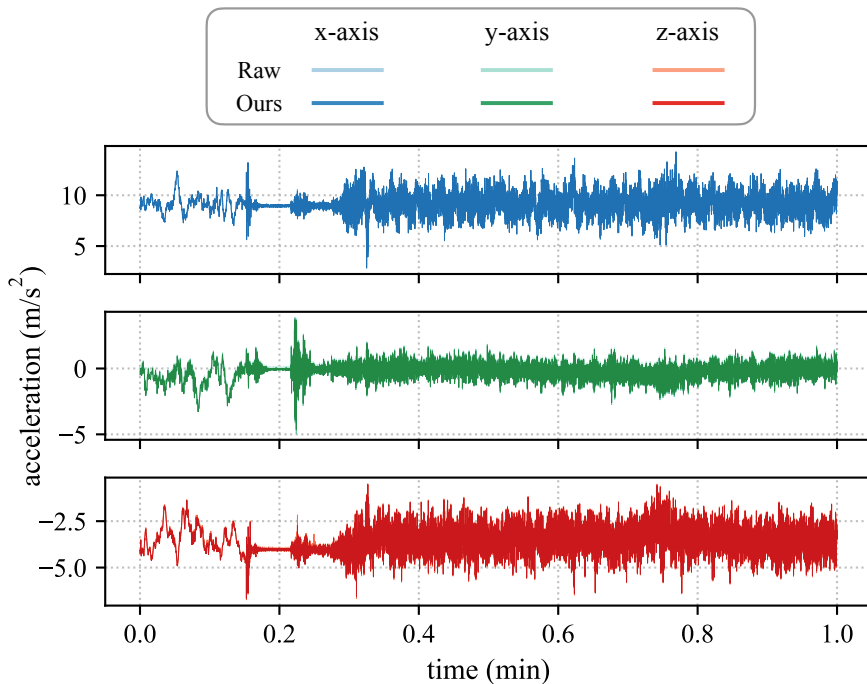 x-axis y-axis z-axis
Raw
Ours
10
5
0
−5
−2.5
−5.0
acceleration (m/s²)
0.0 0.2 0.4 0.6 0.8 1.0
time (min)